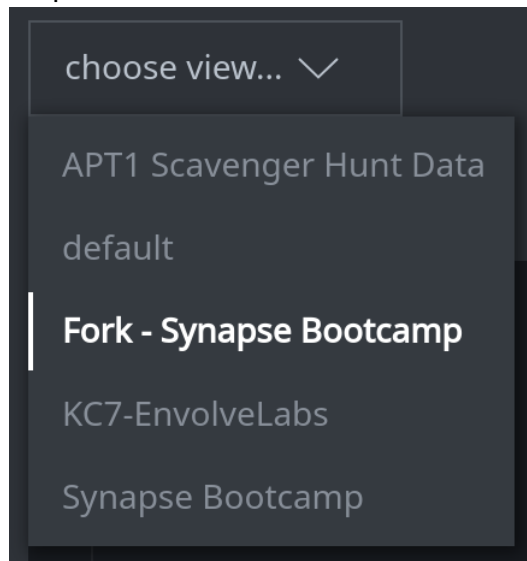 choose view...
APT1 Scavenger Hunt Data
default
Fork - Synapse Bootcamp
KC7-EnvolveLabs
Synapse Bootcamp